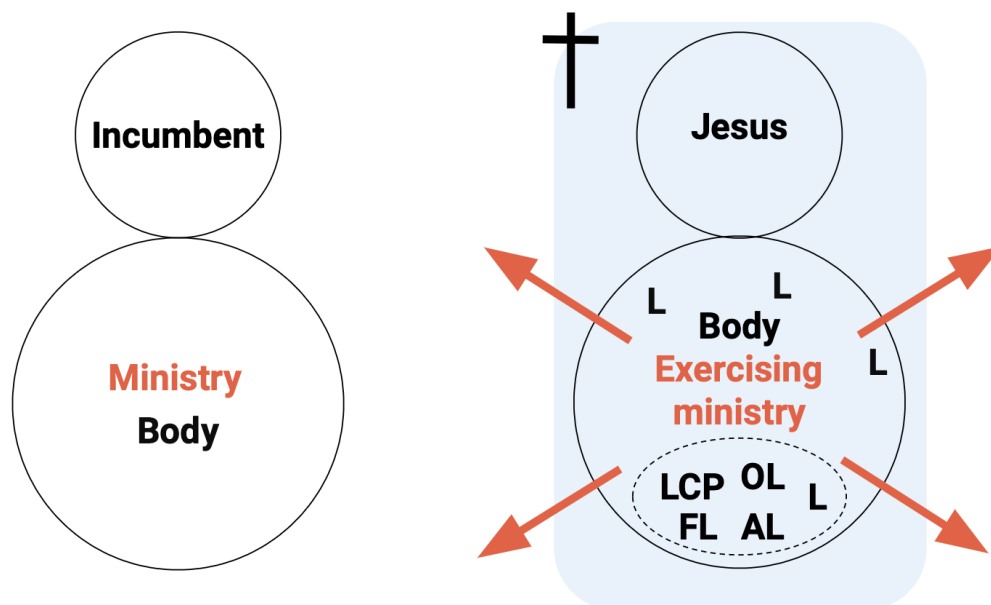 Incumbent
Ministry
Body
Jesus
L
L
Body
L
Exercising
ministry
LCP OL L
FL AL